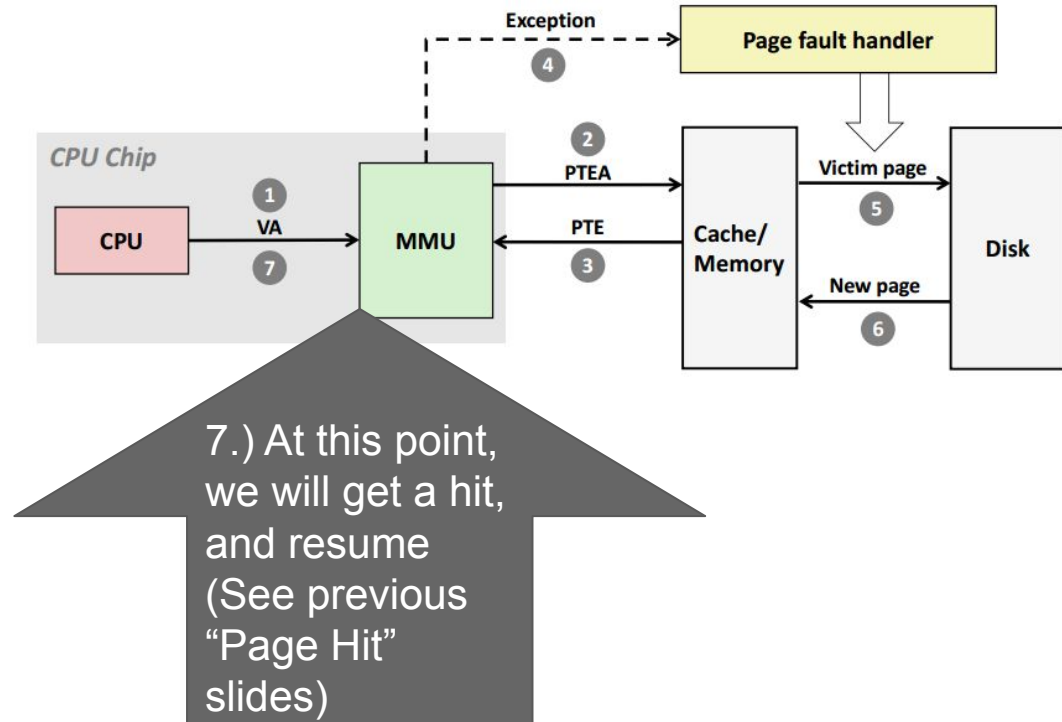 Exception
4
Page fault handler
CPU Chip
2
PTEA
Victim page
5
1
VA
7
CPU
MMU
PTE
3
Cache/
Memory
Disk
New page
6
7.) At this point,
we will get a hit,
and resume
(See previous
“Page Hit”
slides)